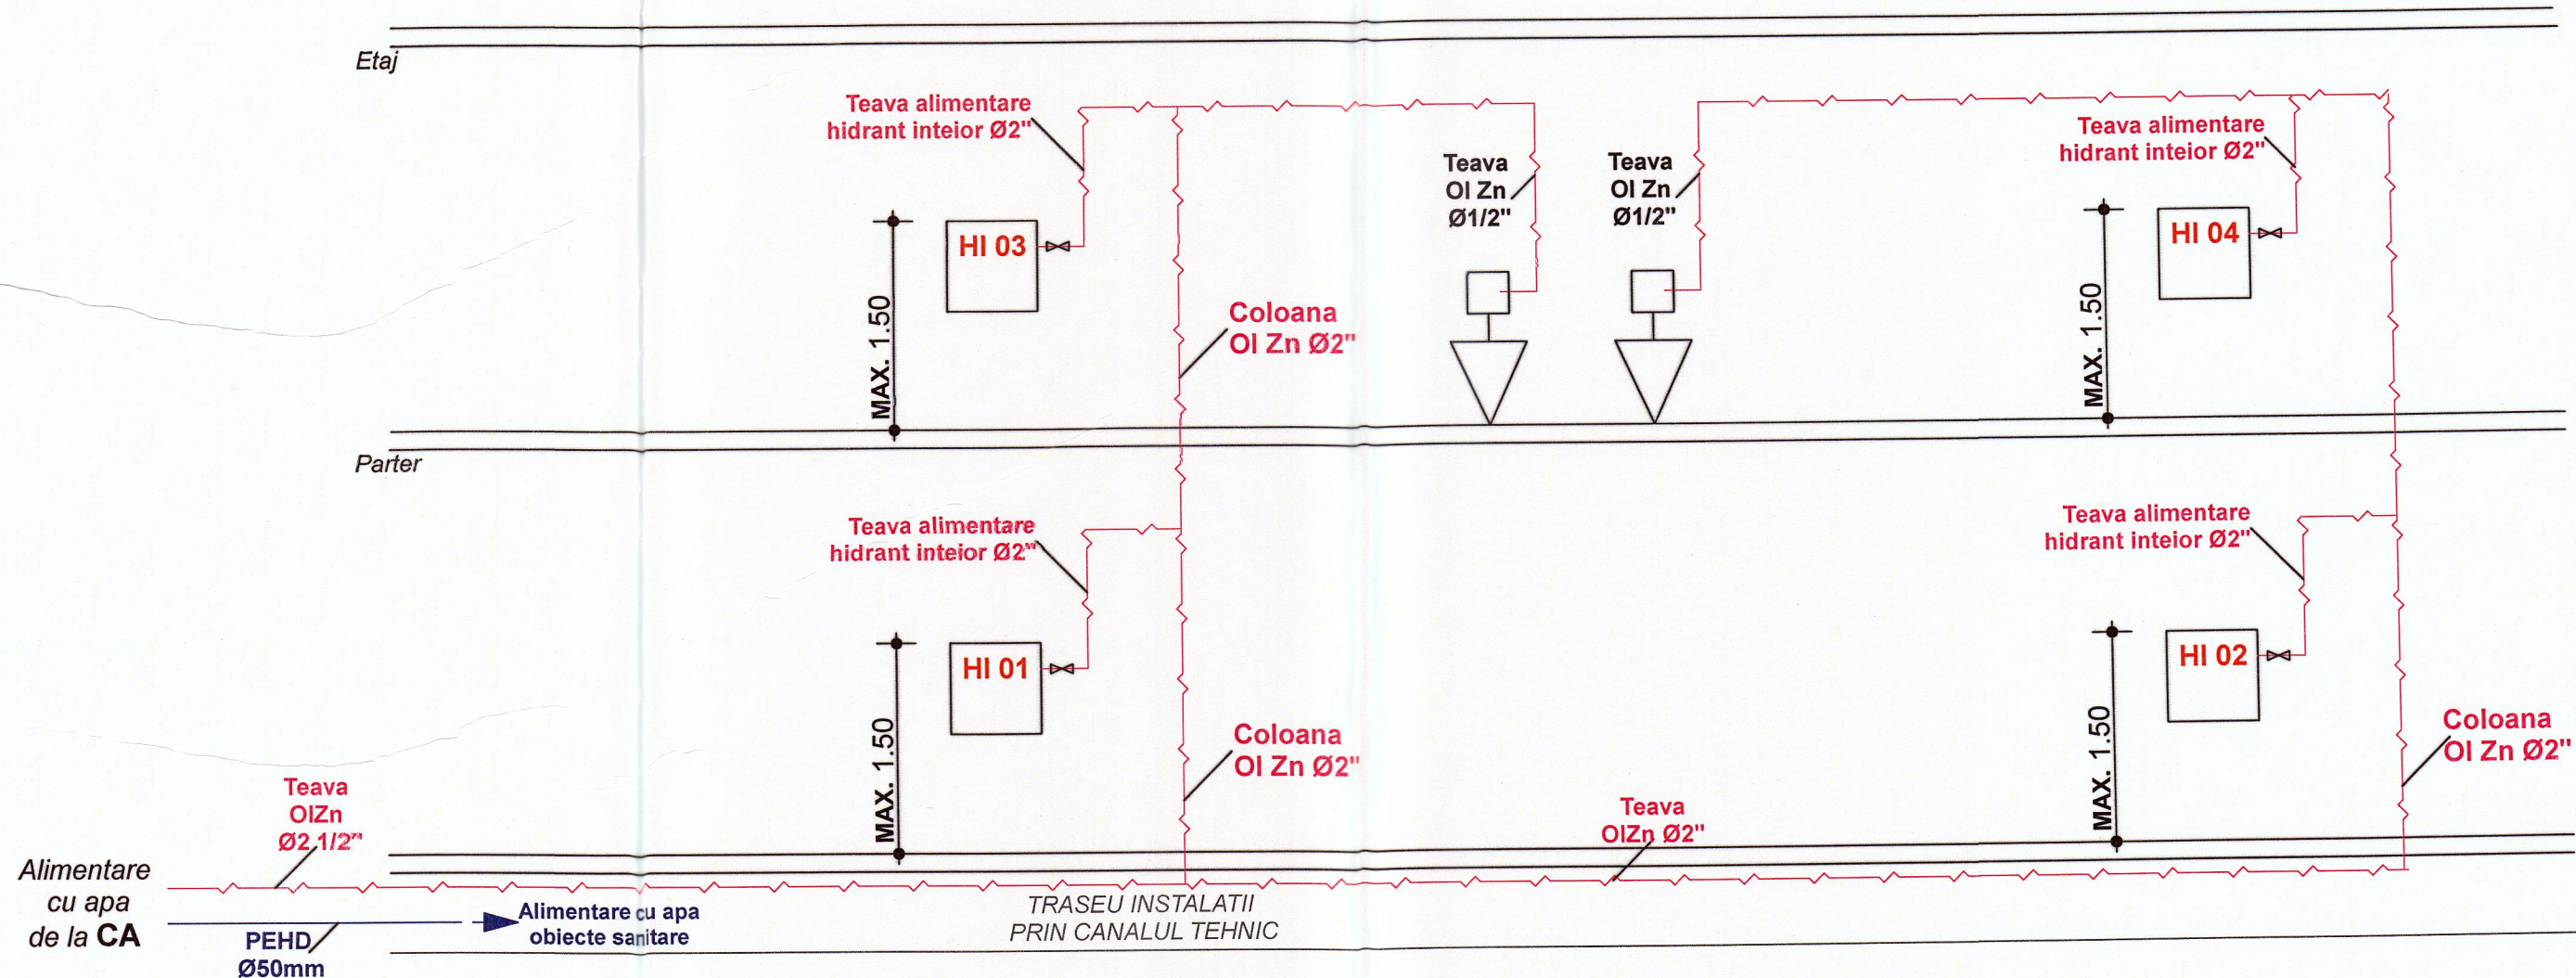 Etaj
Teava alimentare
hidrant inteior Ø2"
HI 03
MAX. 1.50
Coloana
Ol Zn Ø2"
Teava
Ol Zn
Ø1/2"
Teava
Ol Zn
Ø1/2"
Teava alimentare
hidrant inteior Ø2"
HI 04
MAX. 1.50
Parter
Teava alimentare
hidrant inteior Ø2"
HI 01
MAX. 1.50
Coloana
Ol Zn Ø2"
Teava alimentare
hidrant inteior Ø2"
HI 02
MAX. 1.50
Coloana
Ol Zn Ø2"
Teava
OlZn
Ø2 1/2"
Teava
OlZn Ø2"
Alimentare
cu apa
de la CA
PEHD
Ø50mm
Alimentare cu apa
obiecte sanitare
TRASEU INSTALATII
PRIN CANALUL TEHNIC